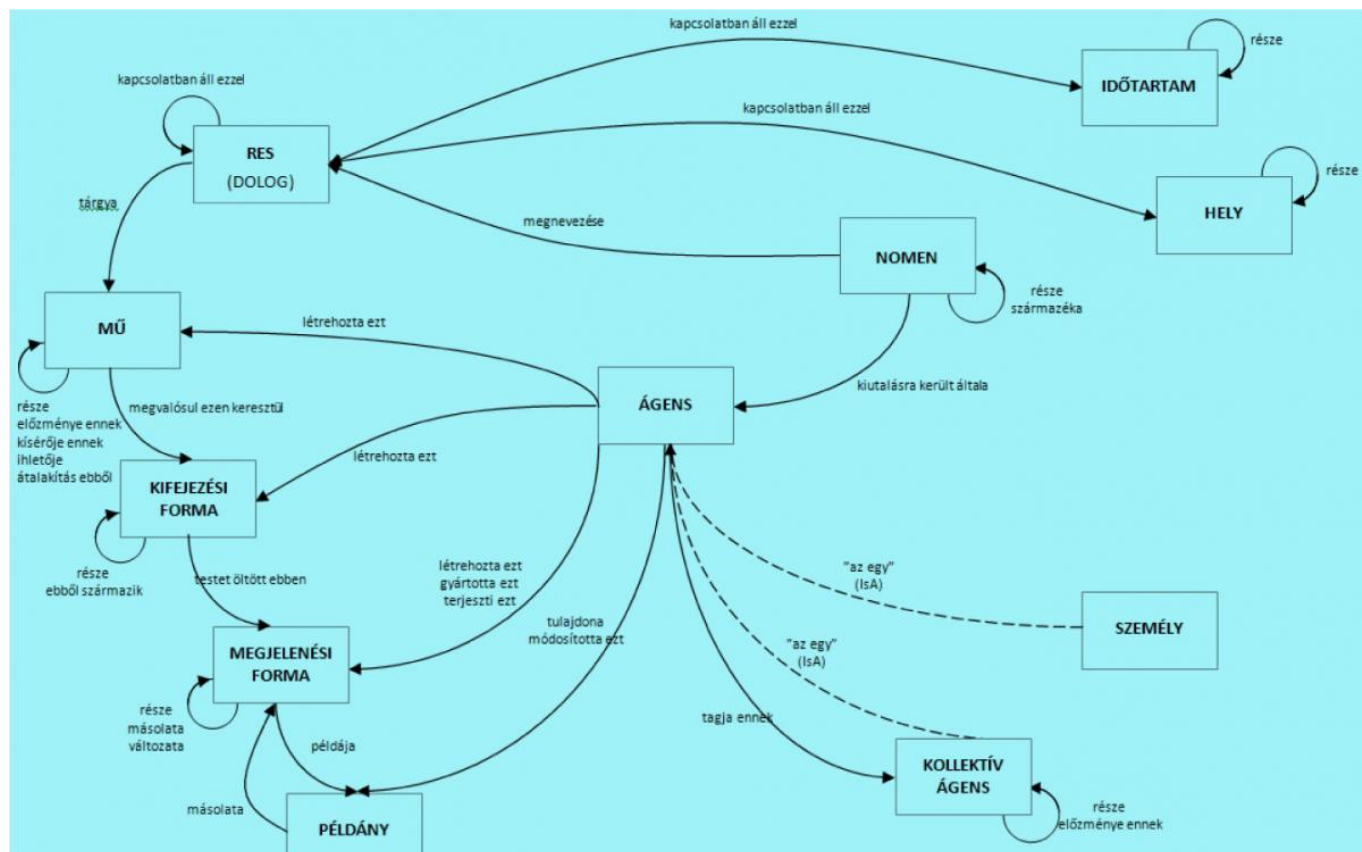 kapcsolatban áll ezzel
része
IDŐTARTAM
kapcsolatban áll ezzel
kapcsolatban áll ezzel
RES
(DOLOG)
része
HELY
tárgya
megnevezése
NOMEN
része
származéka
MŰ
létrehozta ezt
kiutalásra került általa
ÁGENS
része
előzménye ennek
kísérője ennek
ihletője
átalakítás ebből
megvalósul ezen keresztül
létrehozta ezt
KIFEJEZÉSI
FORMA
része
ebből származik
testet öltött ebben
létrehozta ezt
gyártotta ezt
terjeszti ezt
tulajdona
módosította ezt
"az egy"
(IsA)
SZEMÉLY
MEGJELENÉSI
FORMA
"az egy"
(IsA)
része
másolata
változata
tagja ennek
példája
KOLLEKTÍV
ÁGENS
másolata
PÉLDÁNY
része
előzménye ennek